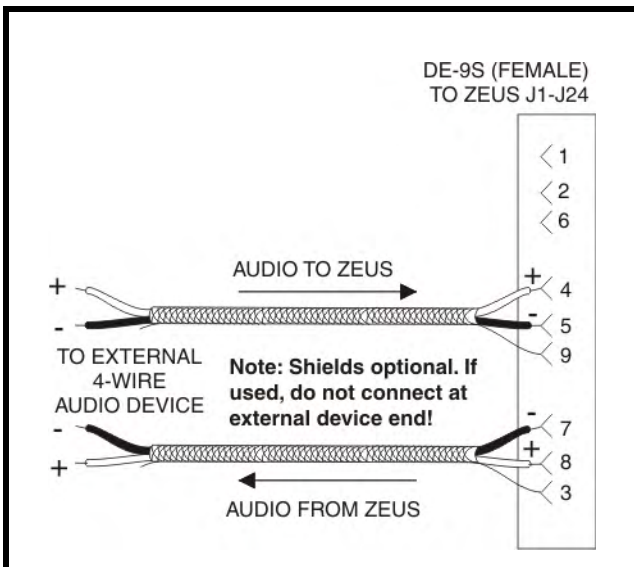 DE-9S (FEMALE)
TO ZEUS J1-J24
1
2
6
AUDIO TO ZEUS
+
+
4
-
-
5
9
TO EXTERNAL
4-WIRE
AUDIO DEVICE
Note: Shields optional. If
used, do not connect at
external device end!
-
-
7
+
+
8
3
AUDIO FROM ZEUS